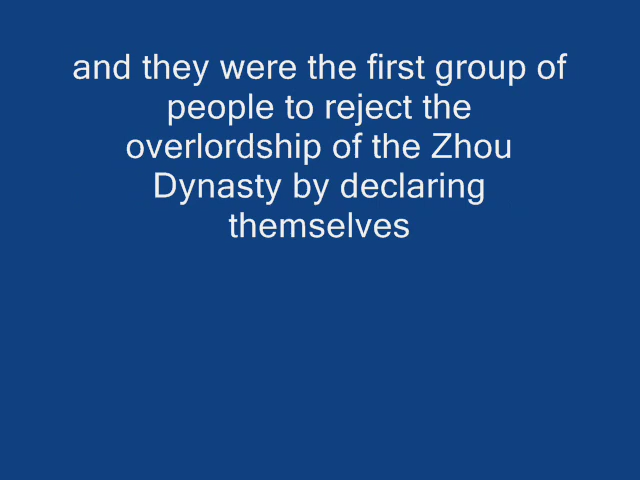 and they were the first group of
people to reject the
overlordship of the Zhou
Dynasty by declaring
themselves